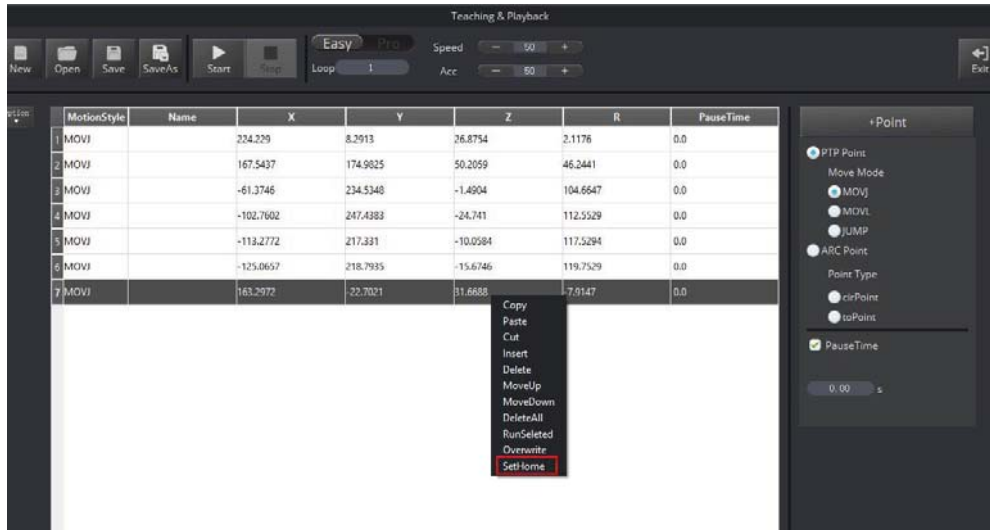 Teaching & Playback
Easy Pro
Speed - 50 +
New Open Save SaveAs Start Stop Loop 1 Acc - 50 + Exit
MotionStyle Name X Y Z R PauseTime
1 MOVJ 224.229 8.2913 26.8754 2.1176 0.0
2 MOVJ 167.5437 174.9825 50.2059 46.2441 0.0
3 MOVJ -61.3746 234.5348 -1.4904 104.6647 0.0
4 MOVJ -102.7602 247.4383 -24.741 112.5529 0.0
5 MOVJ -113.2772 217.331 -10.0584 117.5294 0.0
6 MOVJ -125.0657 218.7935 -15.6746 119.7529 0.0
7 MOVJ 163.2972 -22.7021 31.6688 -7.9147 0.0
Copy
Paste
Cut
Insert
Delete
MoveUp
MoveDown
DeleteAll
RunSeleted
Overwrite
SetHome
+Point
PTP Point
Move Mode
MOVJ
MOVL
JUMP
ARC Point
Point Type
cirPoint
toPoint
PauseTime
0.00 s